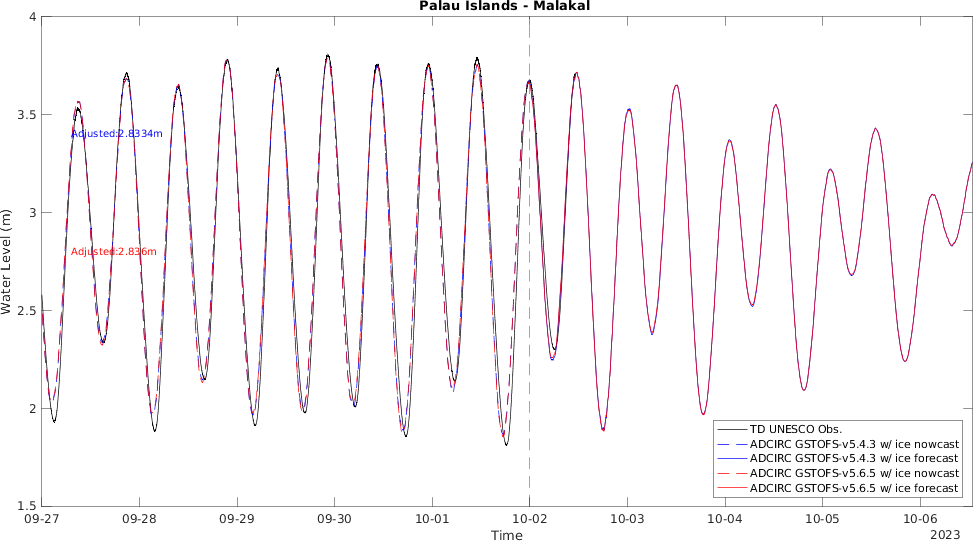 Palau Islands - Malakal
4
3.5
3
2.5
2
1.5
Water Level (m)
Adjusted:2.8334m
Adjusted:2.836m
TD UNESCO Obs.
ADCIRC GSTOFS-v5.4.3 w/ ice nowcast
ADCIRC GSTOFS-v5.4.3 w/ ice forecast
ADCIRC GSTOFS-v5.6.5 w/ ice nowcast
ADCIRC GSTOFS-v5.6.5 w/ ice forecast
09-27 09-28 09-29 09-30 10-01 10-02 10-03 10-04 10-05 10-06
Time
2023